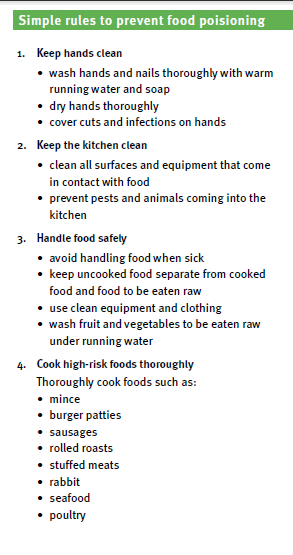 Simple rules to prevent food poisioning
1. Keep hands clean
• wash hands and nails thoroughly with warm
running water and soap
• dry hands thoroughly
• cover cuts and infections on hands
2. Keep the kitchen clean
• clean all surfaces and equipment that come
in contact with food
• prevent pests and animals coming into the
kitchen
3. Handle food safely
• avoid handling food when sick
• keep uncooked food separate from cooked
food and food to be eaten raw
• use clean equipment and clothing
• wash fruit and vegetables to be eaten raw
under running water
4. Cook high-risk foods thoroughly
Thoroughly cook foods such as:
• mince
• burger patties
• sausages
• rolled roasts
• stuffed meats
• rabbit
• seafood
• poultry